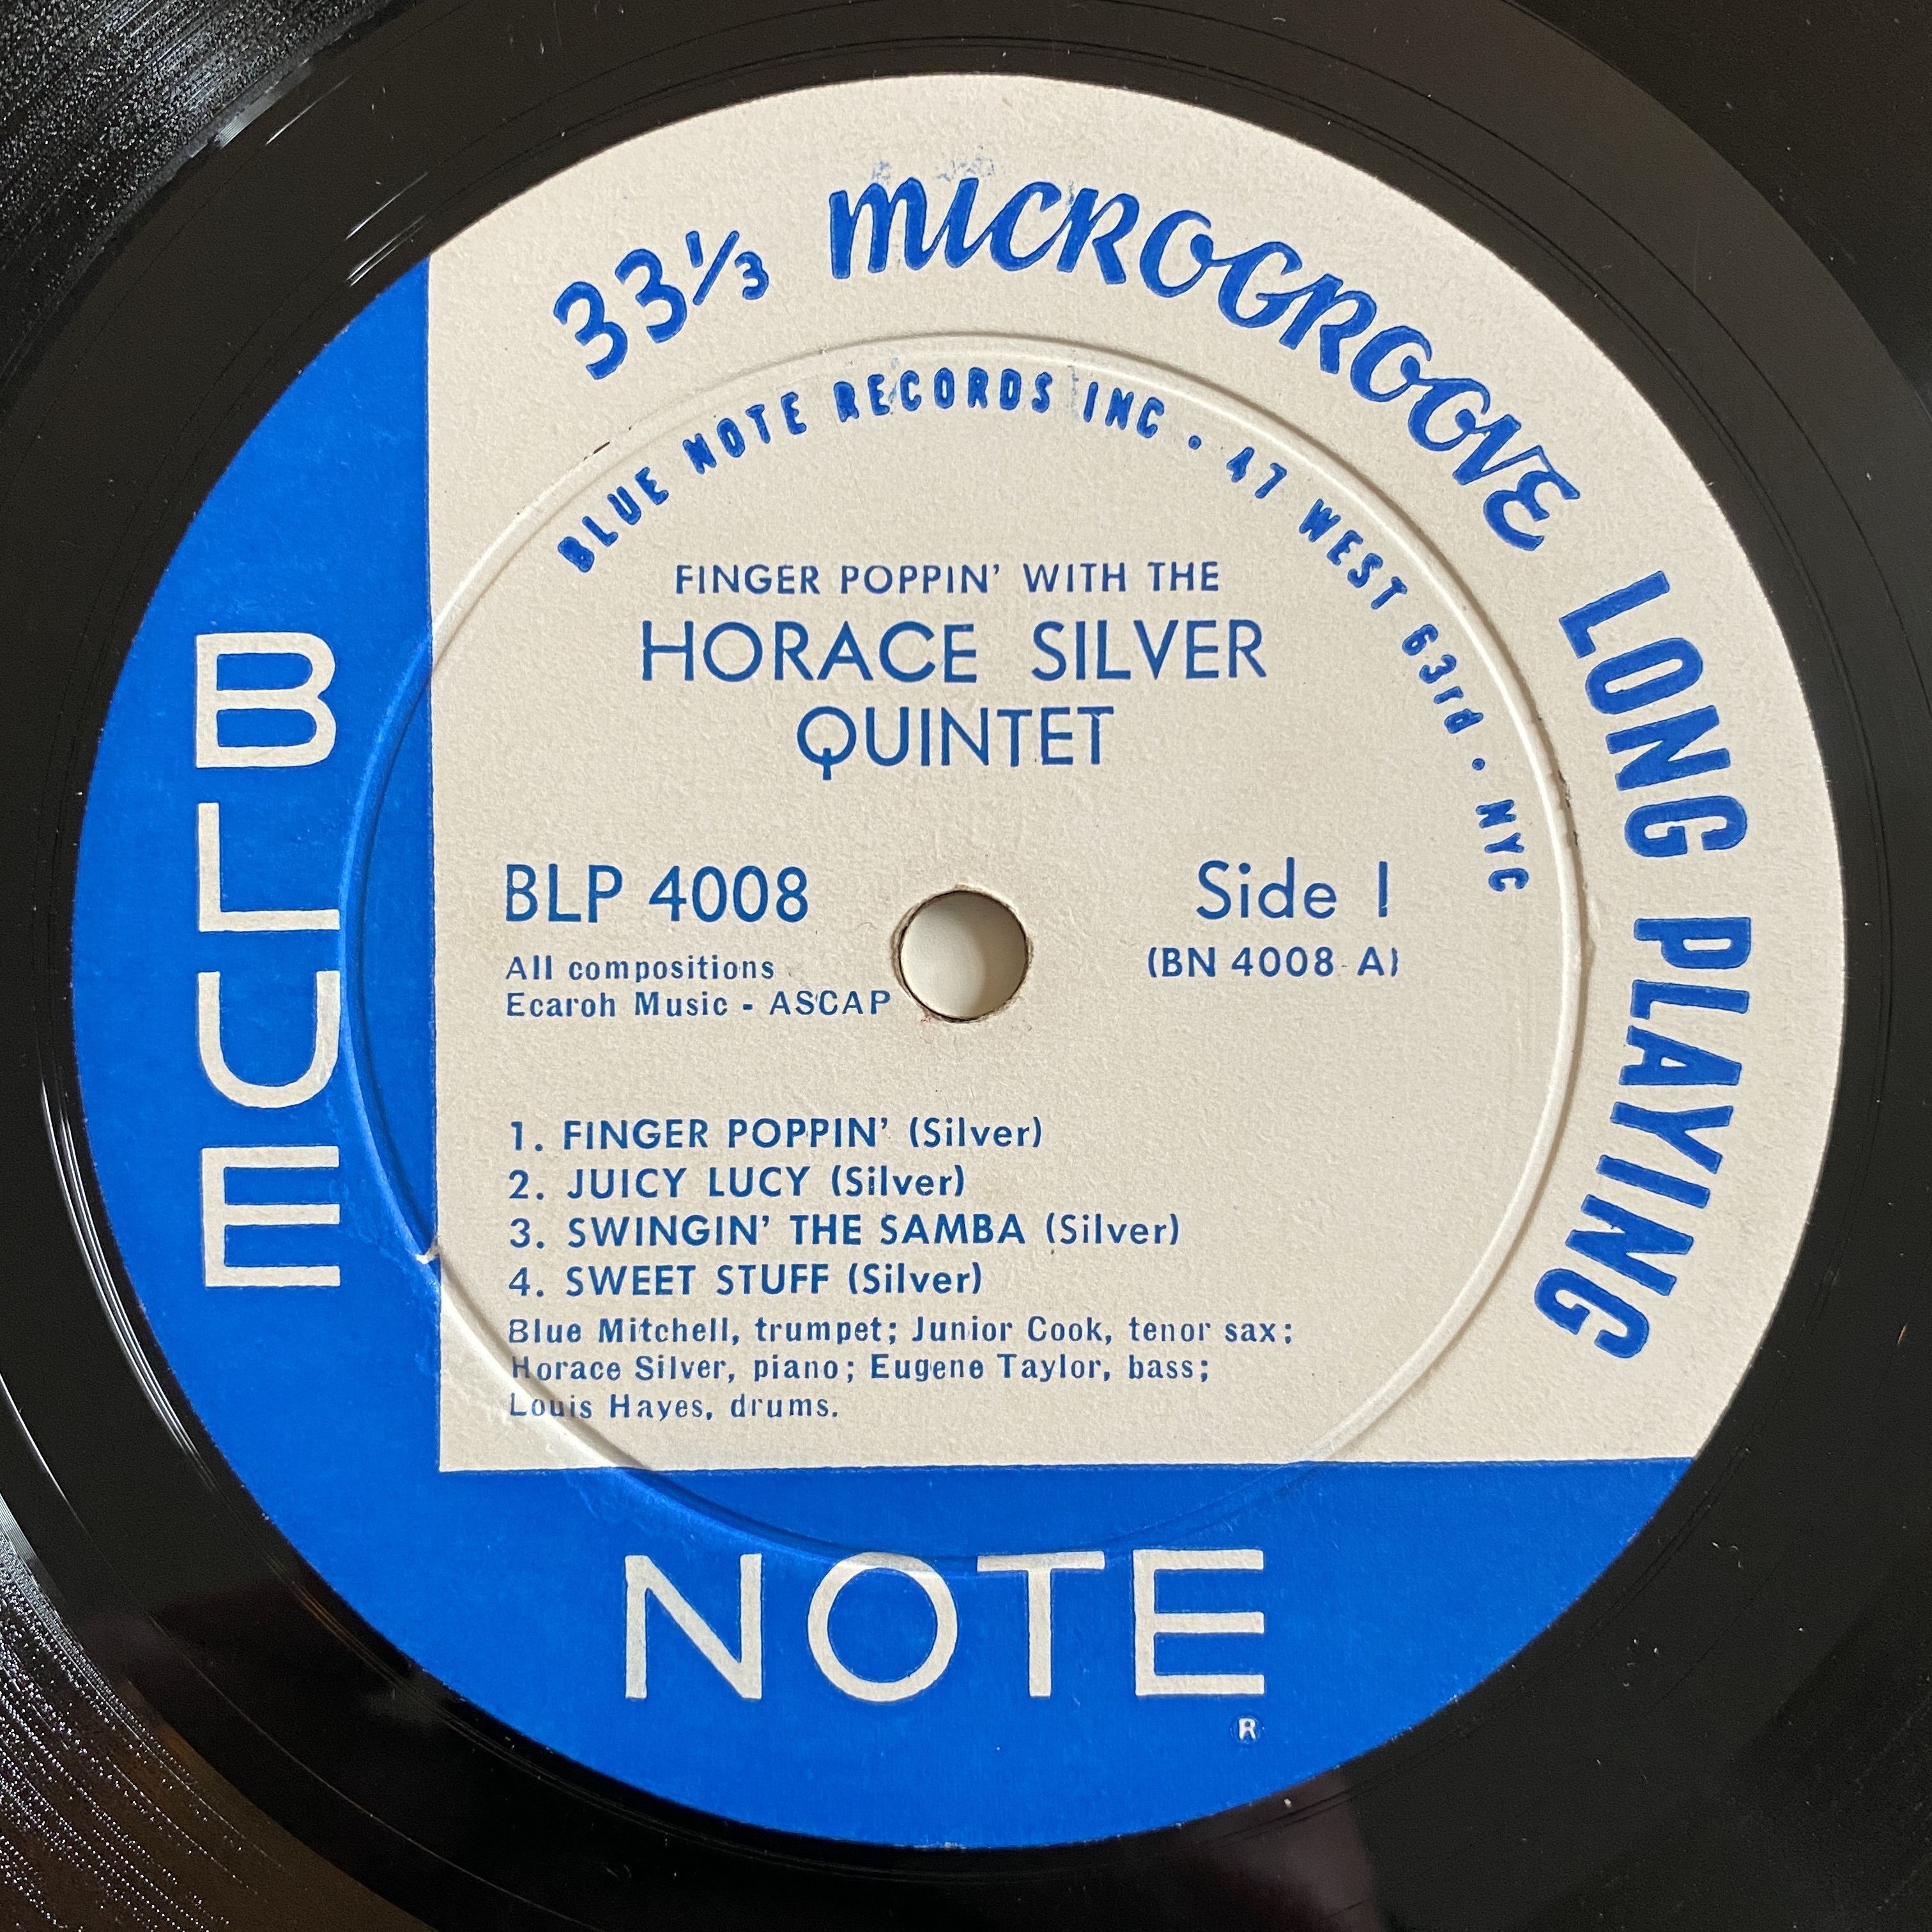 33⅓ MICROGROOVE LONG PLAYING
BLUE NOTE RECORDS INC • 47 WEST 63rd • NYC
FINGER POPPIN' WITH THE
HORACE SILVER
QUINTET
BLP 4008
Side 1
All compositions
(BN 4008-A)
Ecaroh Music - ASCAP
1. FINGER POPPIN' (Silver)
2. JUICY LUCY (Silver)
3. SWINGIN' THE SAMBA (Silver)
4. SWEET STUFF (Silver)
Blue Mitchell, trumpet; Junior Cook, tenor sax;
Horace Silver, piano; Eugene Taylor, bass;
Louis Hayes, drums.
BLUE
NOTE
®